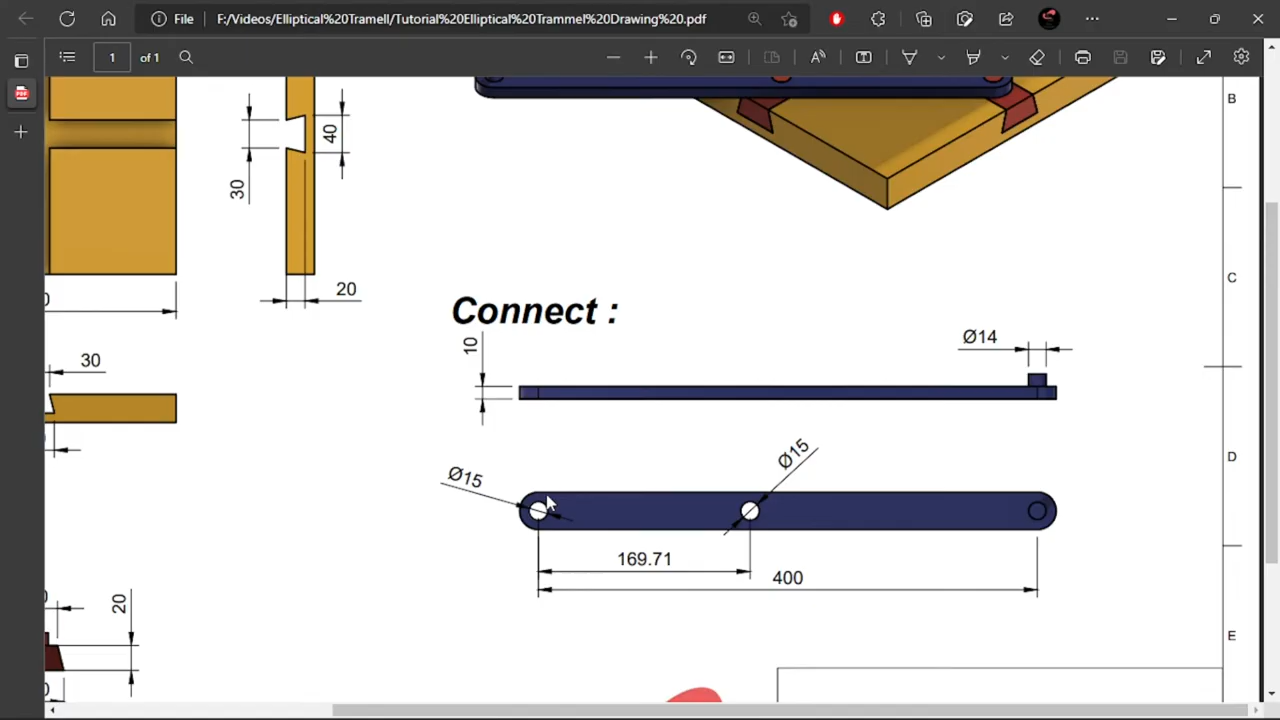 File
F:/Videos/Elliptical%20Tramell/Tutorial%20Elliptical%20Trammel%20Drawing%20.pdf
1 of 1
B
40
30
20
C
Connect :
10
Ø14
30
Ø15
Ø15
D
169.71
400
20
E